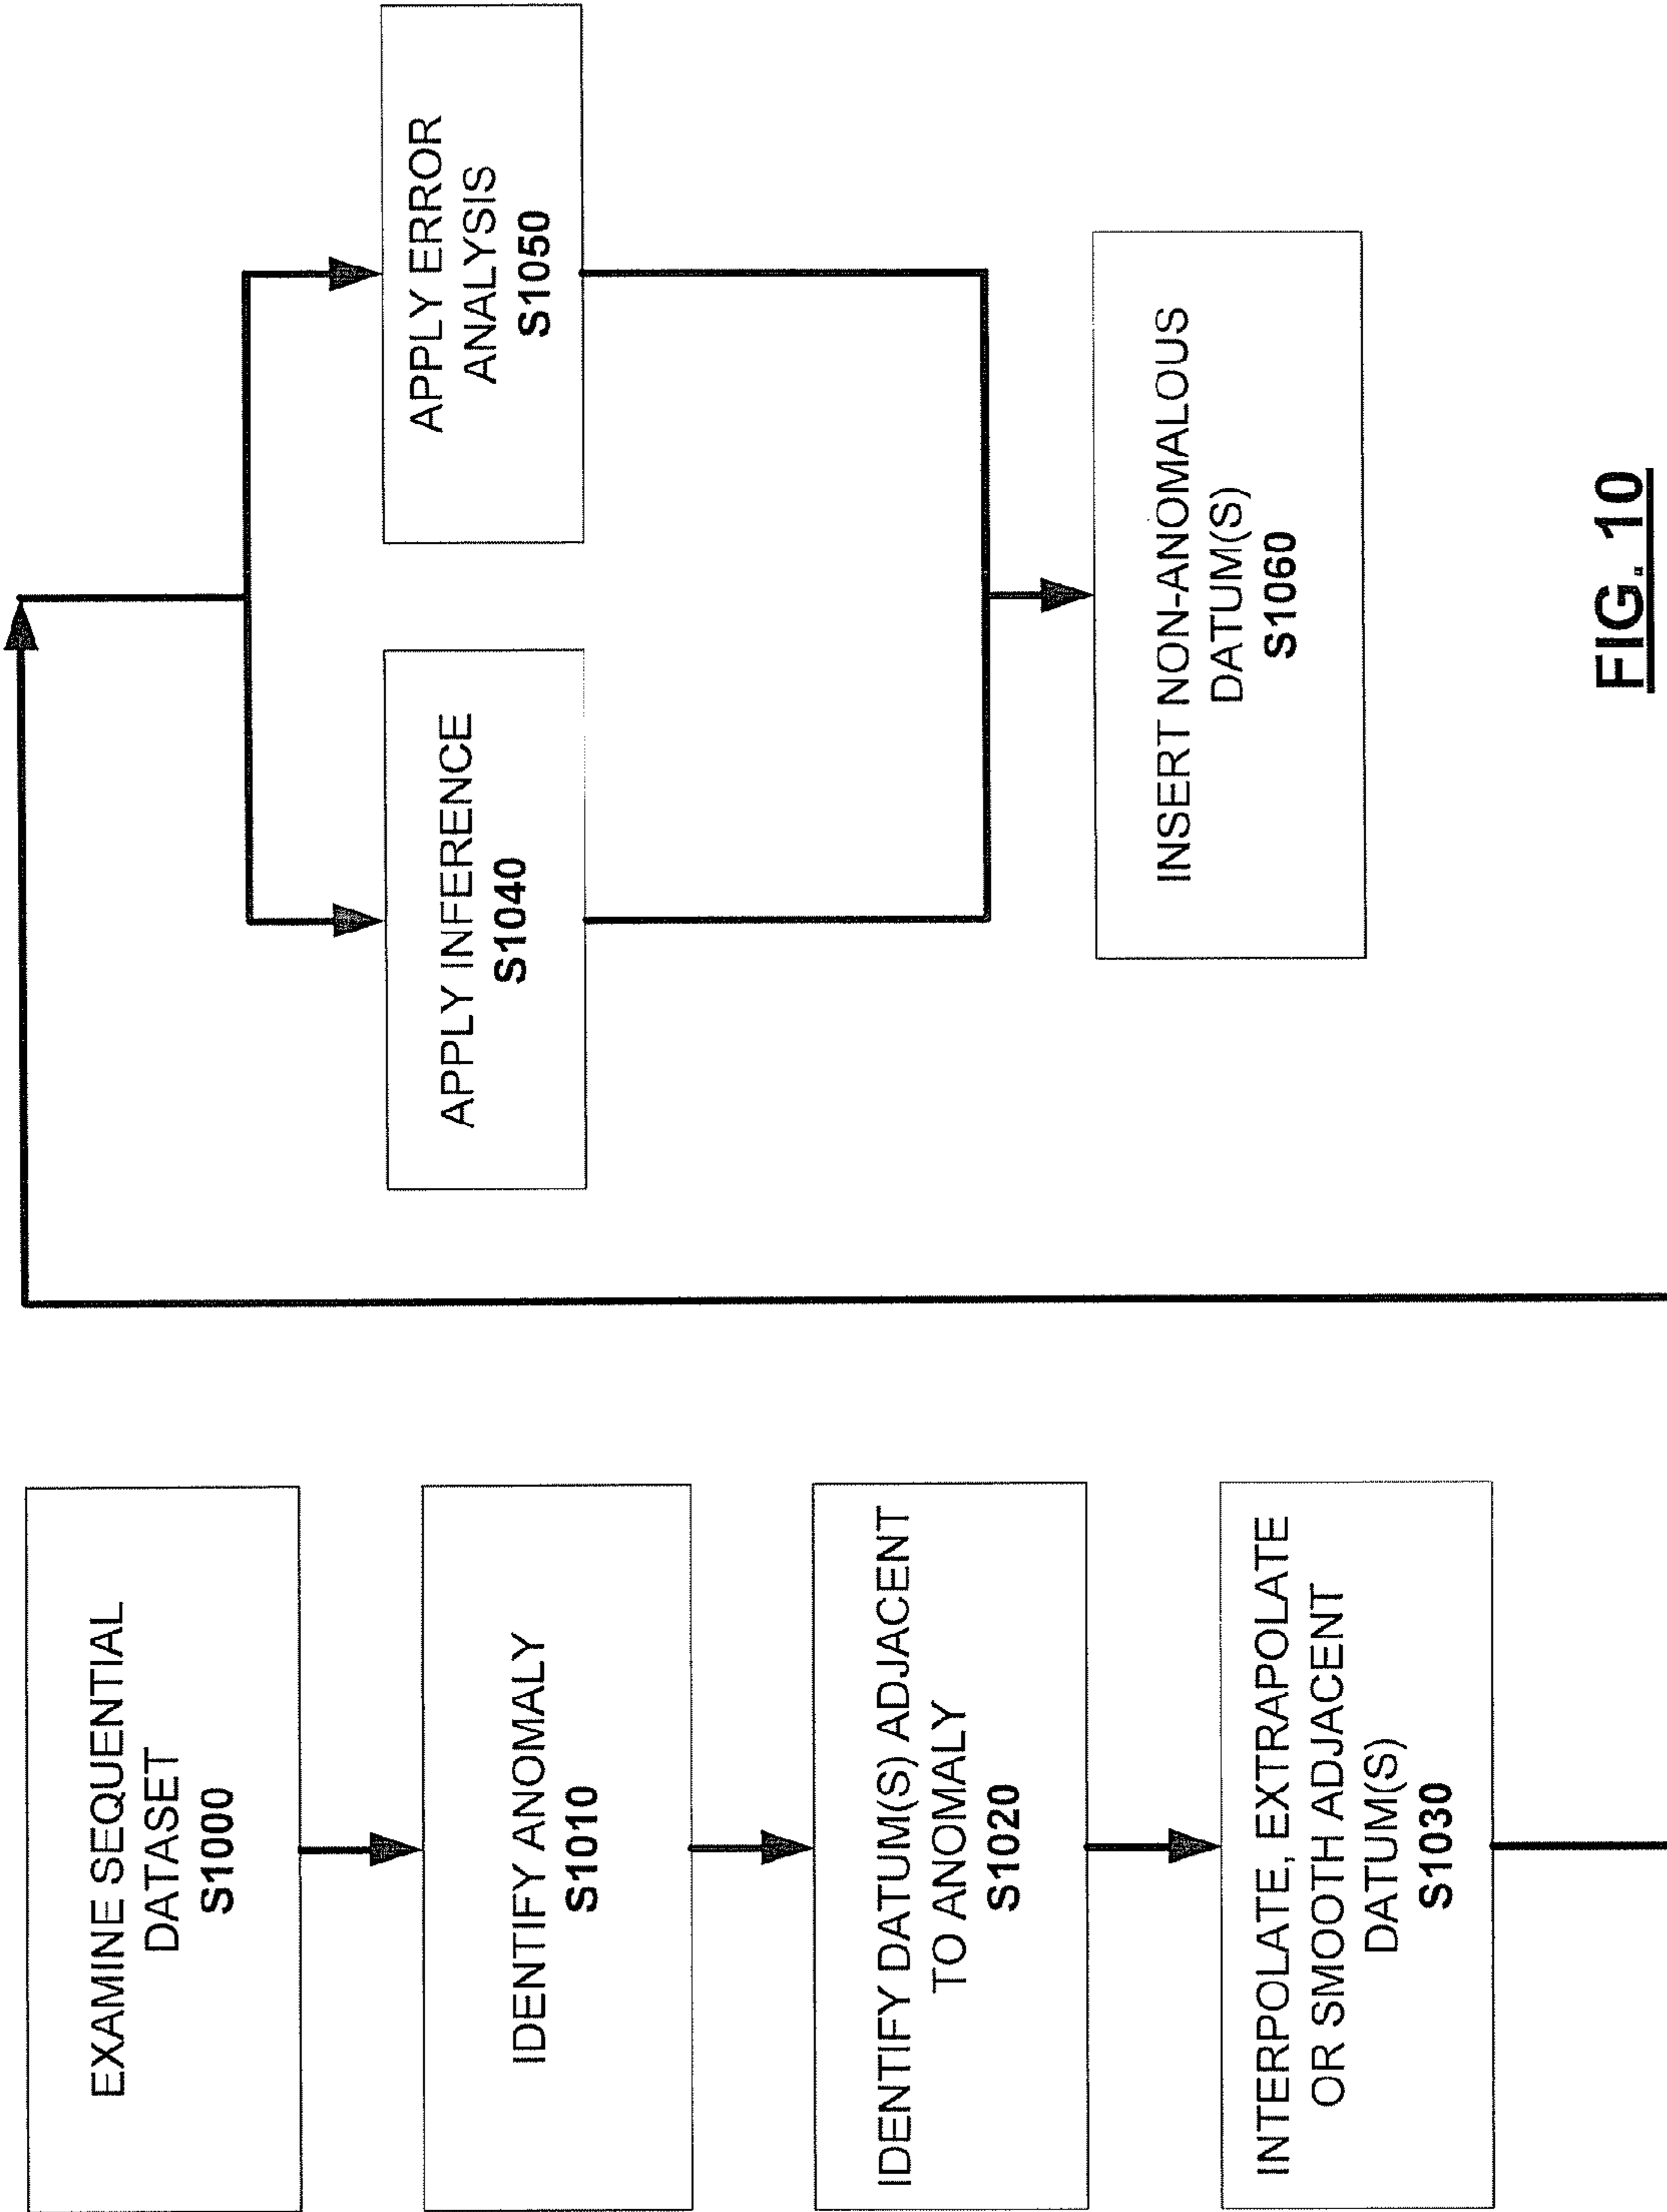 EXAMINE SEQUENTIAL
DATASET
S1000
IDENTIFY ANOMALY
S1010
IDENTIFY DATUM(S) ADJACENT
TO ANOMALY
S1020
INTERPOLATE, EXTRAPOLATE
OR SMOOTH ADJACENT
DATUM(S)
S1030
APPLY INFERENCE
S1040
APPLY ERROR
ANALYSIS
S1050
INSERT NON-ANOMALOUS
DATUM(S)
S1060
FIG. 10